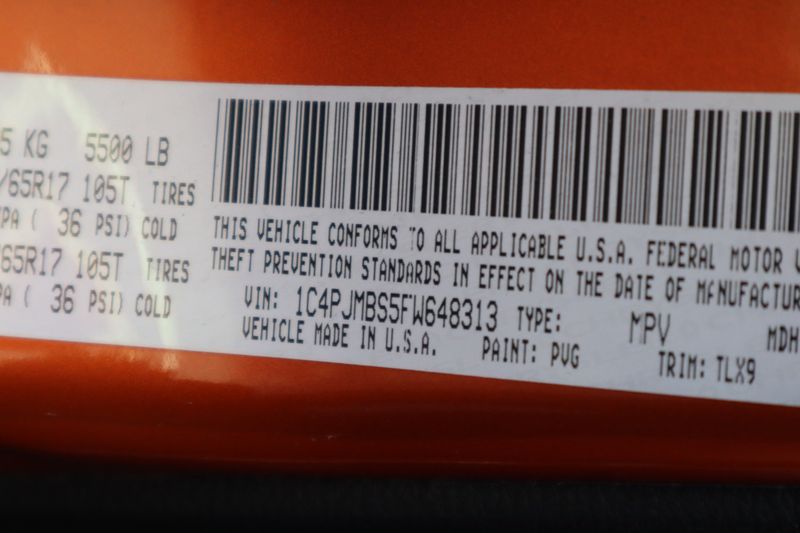 5 KG 5500 LB
/65R17 105T TIRES
PA ( 36 PSI) COLD
65R17 105T TIRES
PA ( 36 PSI) COLD
THIS VEHICLE CONFORMS TO ALL APPLICABLE U.S.A. FEDERAL MOTOR V
THEFT PREVENTION STANDARDS IN EFFECT ON THE DATE OF MANUFACTUR
VIN: 1C4PJMBS5FW648313 TYPE: MPV MDH
VEHICLE MADE IN U.S.A. PAINT: PVG TRIM: TLX9